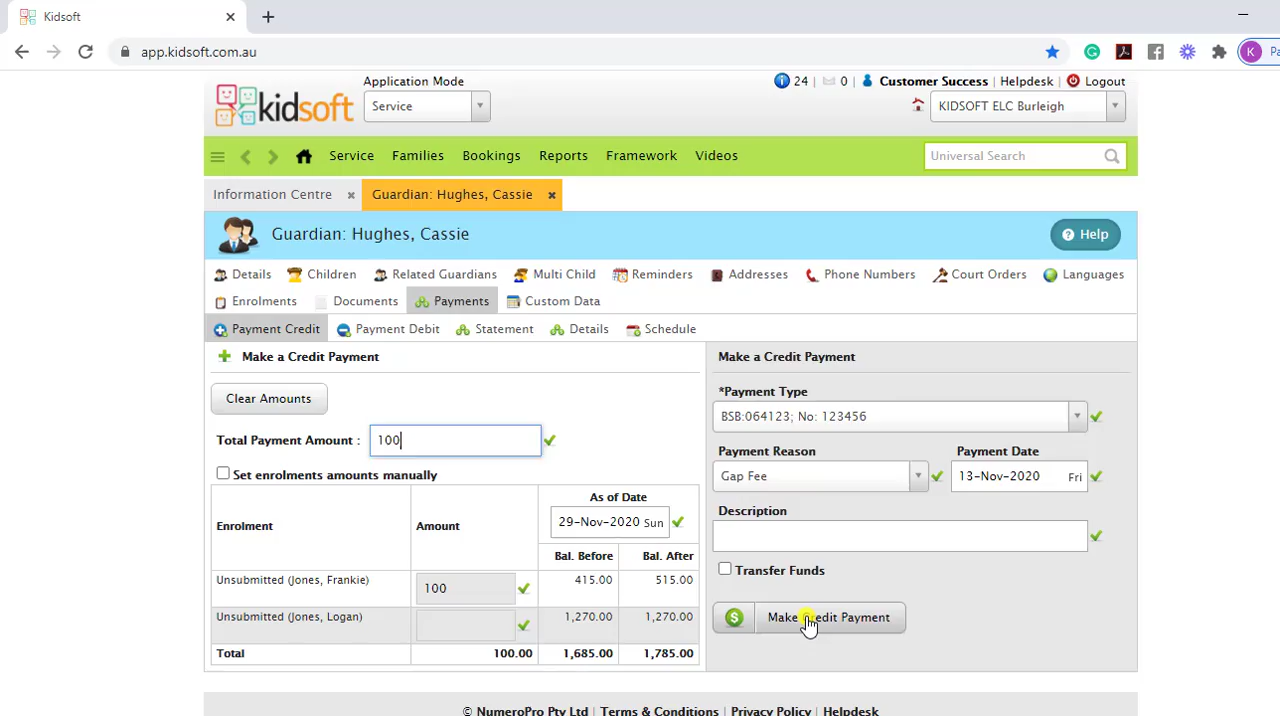 Kidsoft
app.kidsoft.com.au
K Pa
Application Mode
24 | 0 | Customer Success | Helpdesk | Logout
kidsoft
Service
KIDSOFT ELC Burleigh
Service Families Bookings Reports Framework Videos
Universal Search
Information Centre
Guardian: Hughes, Cassie
Guardian: Hughes, Cassie
Help
Details Children Related Guardians Multi Child Reminders Addresses Phone Numbers Court Orders Languages
Enrolments Documents Payments Custom Data
Payment Credit Payment Debit Statement Details Schedule
Make a Credit Payment
Clear Amounts
Total Payment Amount : 100
Set enrolments amounts manually
Enrolment Amount As of Date
29-Nov-2020 Sun
Bal. Before Bal. After
Unsubmitted (Jones, Frankie) 100 415.00 515.00
Unsubmitted (Jones, Logan) 1,270.00 1,270.00
Total 100.00 1,685.00 1,785.00
Make a Credit Payment
*Payment Type
BSB:064123; No: 123456
Payment Reason Payment Date
Gap Fee 13-Nov-2020 Fri
Description
Transfer Funds
$ Make Credit Payment
© NumeroPro Pty Ltd | Terms & Conditions | Privacy Policy | Helpdesk